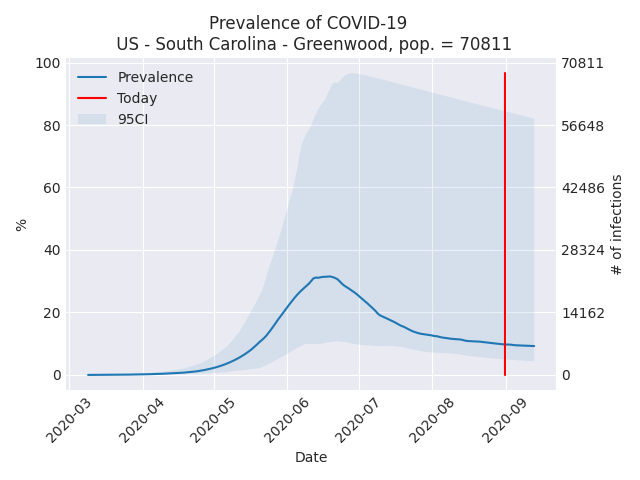 Prevalence of COVID-19
US - South Carolina - Greenwood, pop. = 70811
Prevalence
Today
95CI
100
80
60
40
20
0
%
70811
56648
42486
28324
14162
0
# of infections
2020-03
2020-04
2020-05
2020-06
2020-07
2020-08
2020-09
Date